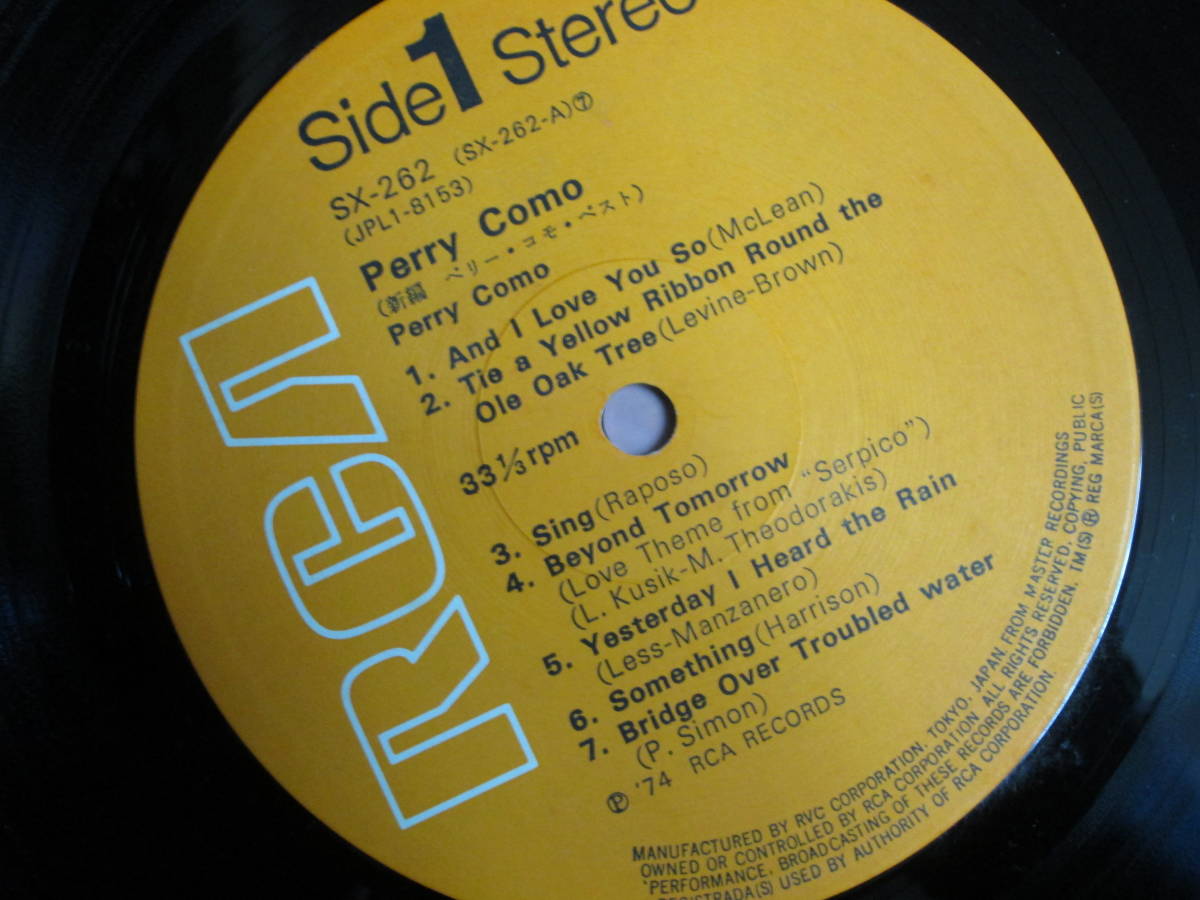 Side 1 Stereo
SX-262 (SX-262-A)㋐
(JPL1-8153)
Perry Como
(新編 ペリー・コモ・ベスト)
Perry Como
1. And I Love You So (McLean)
2. Tie a Yellow Ribbon Round the
Ole Oak Tree (Levine-Brown)
33⅓rpm
3. Sing (Raposo)
4. Beyond Tomorrow
(Love Theme from “Serpico”)
(L. Kusik-M. Theodorakis)
5. Yesterday I Heard the Rain
(Less-Manzanero)
6. Something (Harrison)
7. Bridge Over Troubled water
(P. Simon)
Ⓟ '74 RCA RECORDS
RCA
MANUFACTURED BY RVC CORPORATION, TOKYO, JAPAN, FROM MASTER RECORDINGS
OWNED OR CONTROLLED BY RCA CORPORATION ALL RIGHTS RESERVED, COPYING, PUBLIC
PERFORMANCE, BROADCASTING OF THESE RECORDS ARE FORBIDDEN. TM(S) ® REG MARCA(S)
REGISTRADA(S) USED BY AUTHORITY OF RCA CORPORATION.